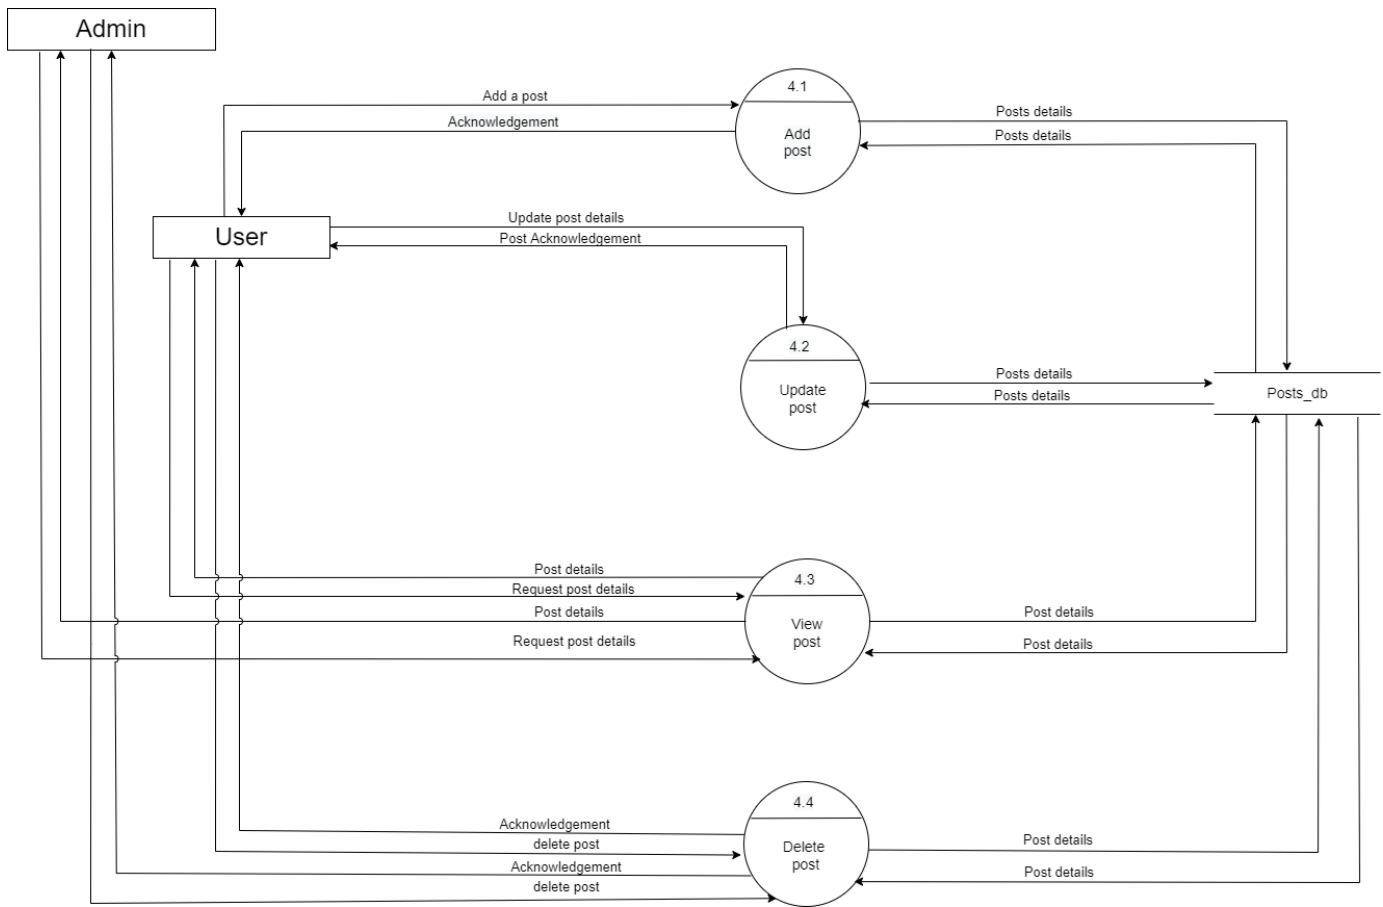 Admin
4.1
Add a post
Posts details
Acknowledgement
Add
post
Posts details
Update post details
User
Post Acknowledgement
4.2
Posts details
Update
post
Posts details
Posts_db
Post details
4.3
Request post details
Post details
View
post
Post details
Request post details
Post details
4.4
Acknowledgement
delete post
Delete
post
Post details
Acknowledgement
Post details
delete post